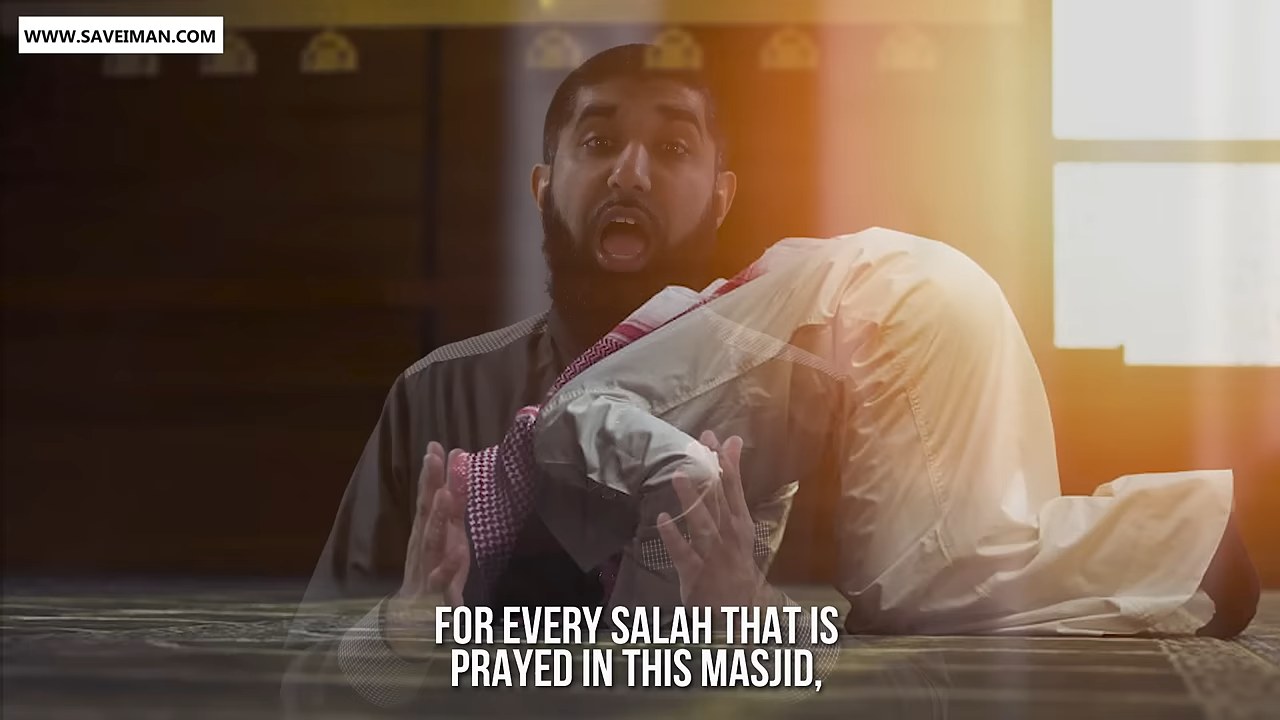 WWW.SAVEIMAN.COM
FOR EVERY SALAH THAT IS
PRAYED IN THIS MASJID,